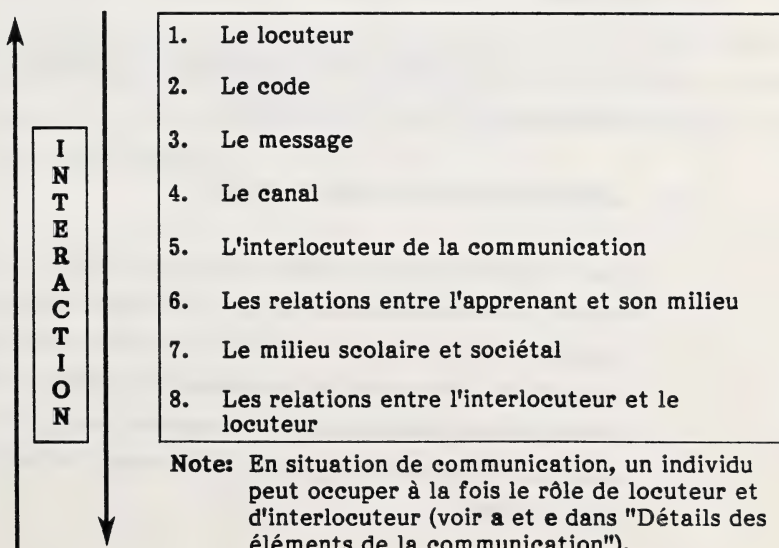 INTERACTION
1. Le locuteur
2. Le code
3. Le message
4. Le canal
5. L'interlocuteur de la communication
6. Les relations entre l'apprenant et son milieu
7. Le milieu scolaire et sociétal
8. Les relations entre l'interlocuteur et le
locuteur
Note: En situation de communication, un individu
peut occuper à la fois le rôle de locuteur et
d'interlocuteur (voir a et e dans "Détails des
éléments de la communication").